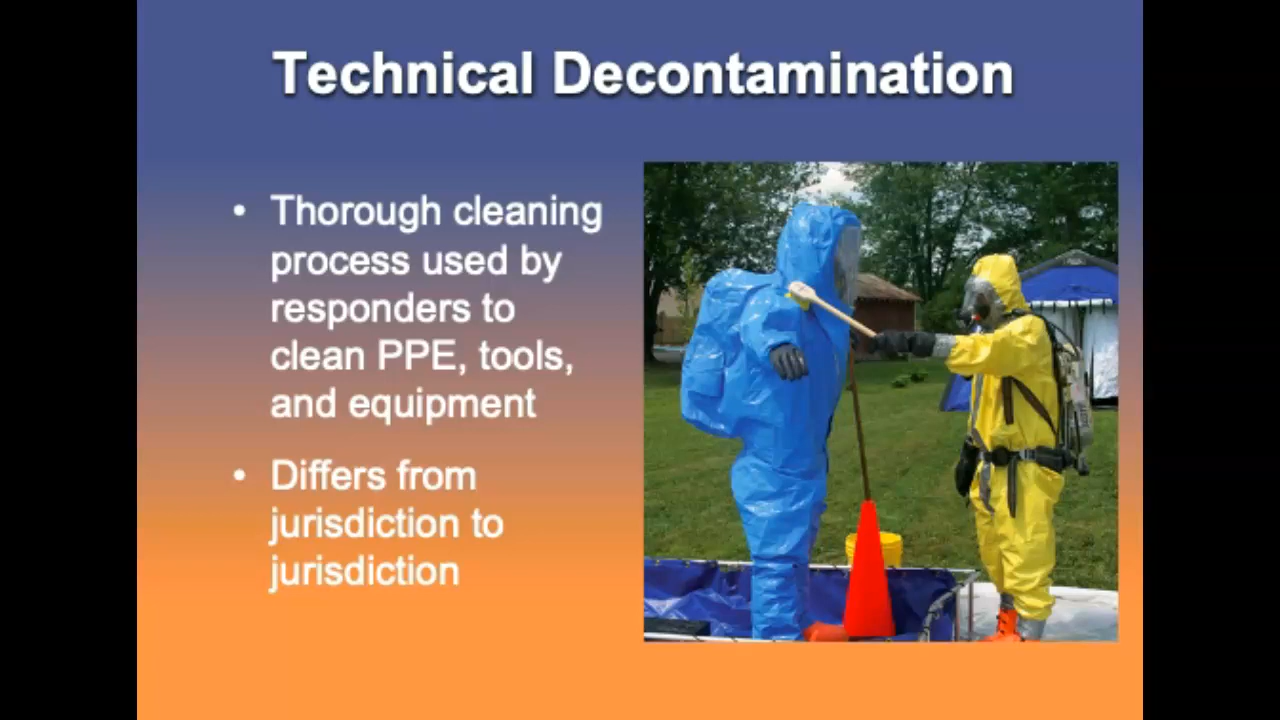 Technical Decontamination
• Thorough cleaning
process used by
responders to
clean PPE, tools,
and equipment
• Differs from
jurisdiction to
jurisdiction